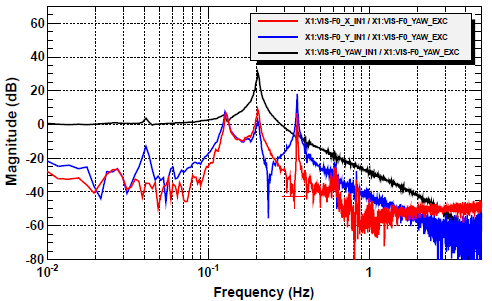 X1:VIS-F0_X_IN1 / X1:VIS-F0_YAW_EXC
X1:VIS-F0_Y_IN1 / X1:VIS-F0_YAW_EXC
X1:VIS-F0_YAW_IN1 / X1:VIS-F0_YAW_EXC
Magnitude (dB)
60
40
20
0
-20
-40
-60
-80
10-2
10-1
1
Frequency (Hz)